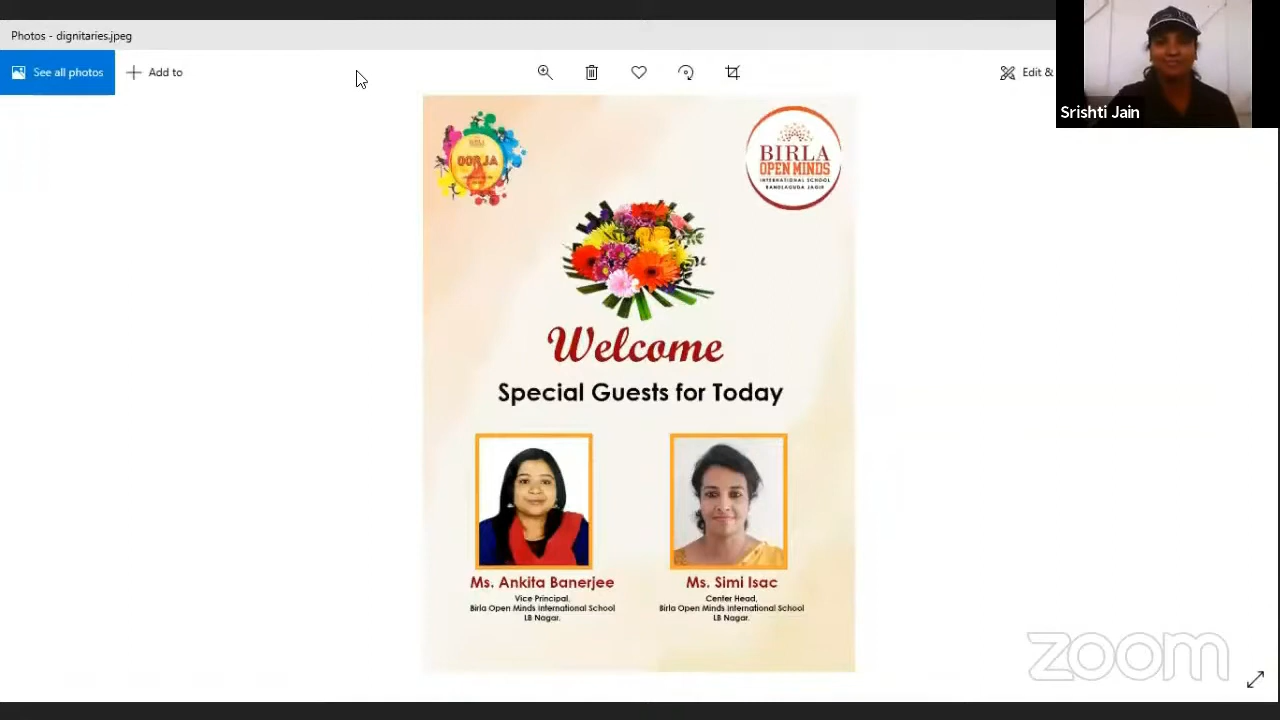 Photos - dignitaries.jpeg
See all photos
Add to
Edit &
Srishti Jain
OORJA
BIRLA
OPEN MINDS
INTERNATIONAL SCHOOL
BANDLAGUDA JAGIR
Welcome
Special Guests for Today
Ms. Ankita Banerjee
Vice Principal,
Birla Open Minds International School
LB Nagar.
Ms. Simi Isac
Center Head,
Birla Open Minds International School
LB Nagar.
zoom